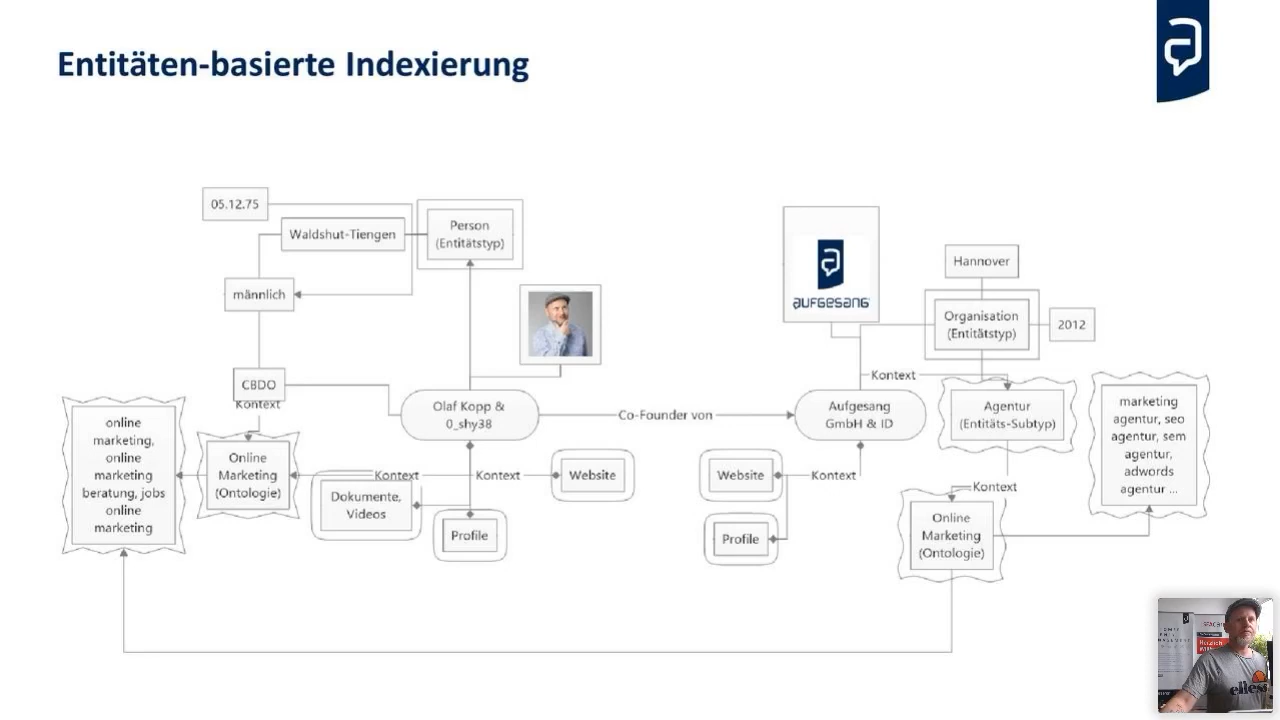 Entitäten-basierte Indexierung
05.12.75
Waldshut-Tiengen
Person
(Entitätstyp)
männlich
CBDO
Kontext
online
marketing,
online
marketing
beratung, jobs
online
marketing
Online
Marketing
(Ontologie)
Olaf Kopp &
0_shy38
Kontext
Kontext
Dokumente,
Videos
Profile
Website
Co-Founder von
aufgesang
Hannover
Organisation
(Entitätstyp)
2012
Kontext
Aufgesang
GmbH & ID
Agentur
(Entitäts-Subtyp)
marketing
agentur, seo
agentur, sem
agentur,
adwords
agentur ...
Website
Kontext
Profile
Kontext
Online
Marketing
(Ontologie)
Herzlich
ellesse